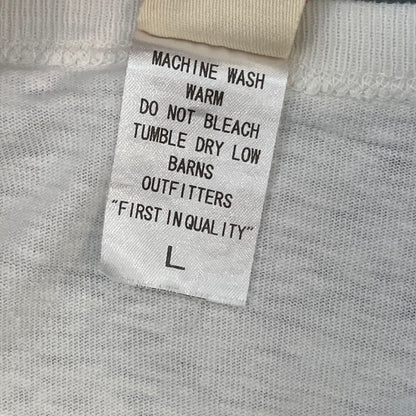 MACHINE WASH
WARM
DO NOT BLEACH
TUMBLE DRY LOW
BARNS
OUTFITTERS
"FIRST IN QUALITY"
L